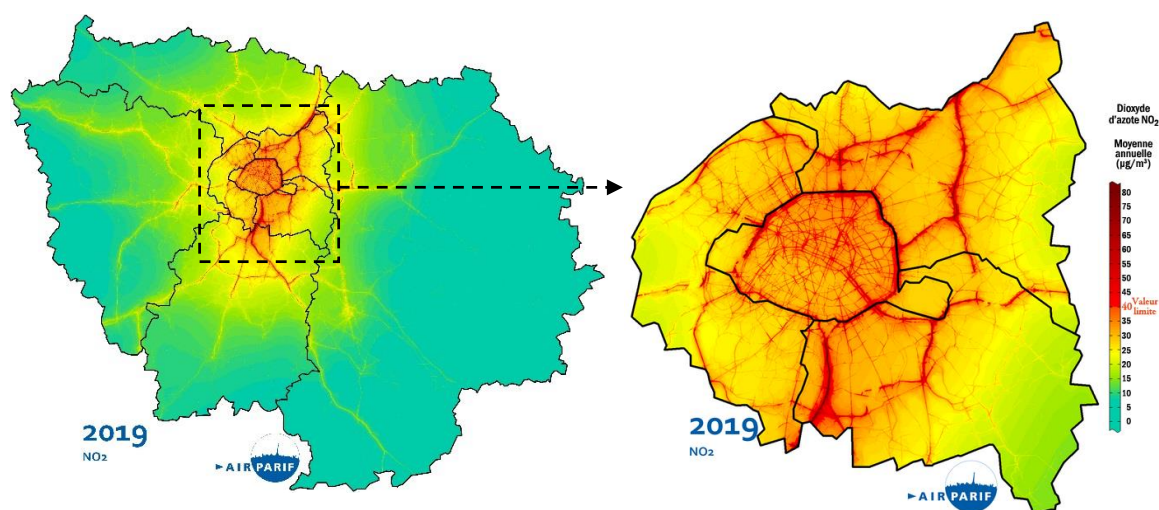 2019
NO2
AIRPARIF
2019
NO2
AIRPARIF
Dioxyde
d'azote NO2
Moyenne
annuelle
(µg/m³)
80
75
70
65
60
55
50
45
40 Valeur
limite
35
30
25
20
15
10
5
0